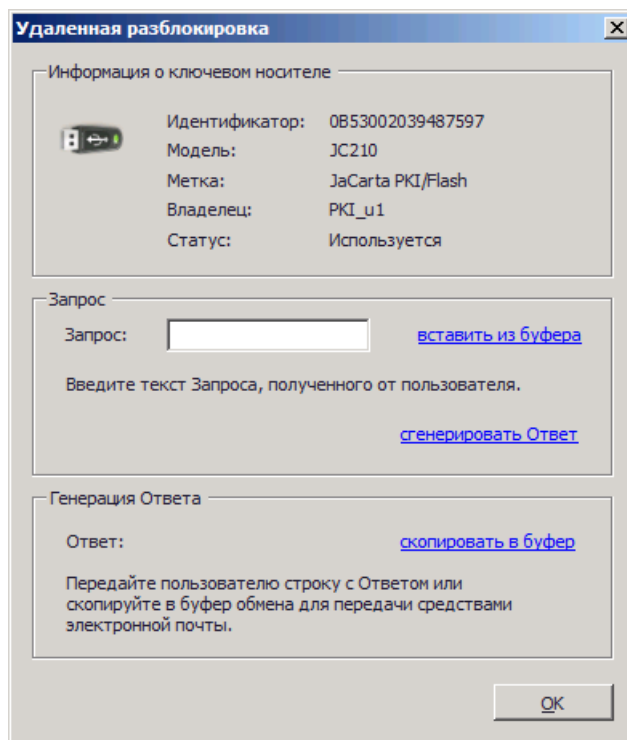 Удаленная разблокировка
Информация о ключевом носителе
Идентификатор: 0B53002039487597
Модель: JC210
Метка: JaCarta PKI/Flash
Владелец: PKI_u1
Статус: Используется
Запрос
Запрос: вставить из буфера
Введите текст Запроса, полученного от пользователя.
сгенерировать Ответ
Генерация Ответа
Ответ: скопировать в буфер
Передайте пользователю строку с Ответом или
скопируйте в буфер обмена для передачи средствами
электронной почты.
OK